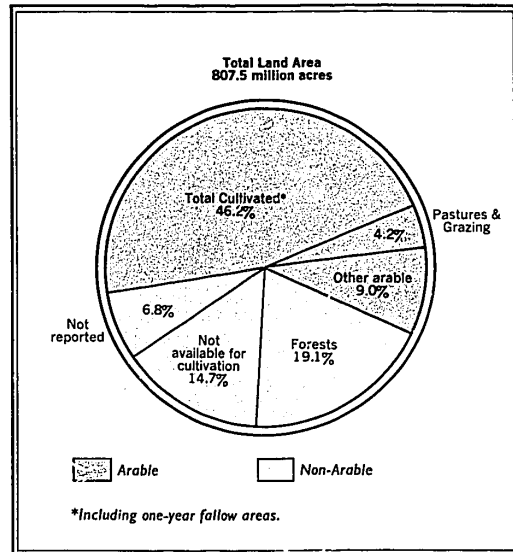 Total Land Area
807.5 million acres
Total Cultivated*
46.2%
Pastures &
Grazing
4.2%
Other arable
9.0%
Forests
19.1%
Not
available for
cultivation
14.7%
6.8%
Not
reported
Arable
Non-Arable
*Including one-year fallow areas.